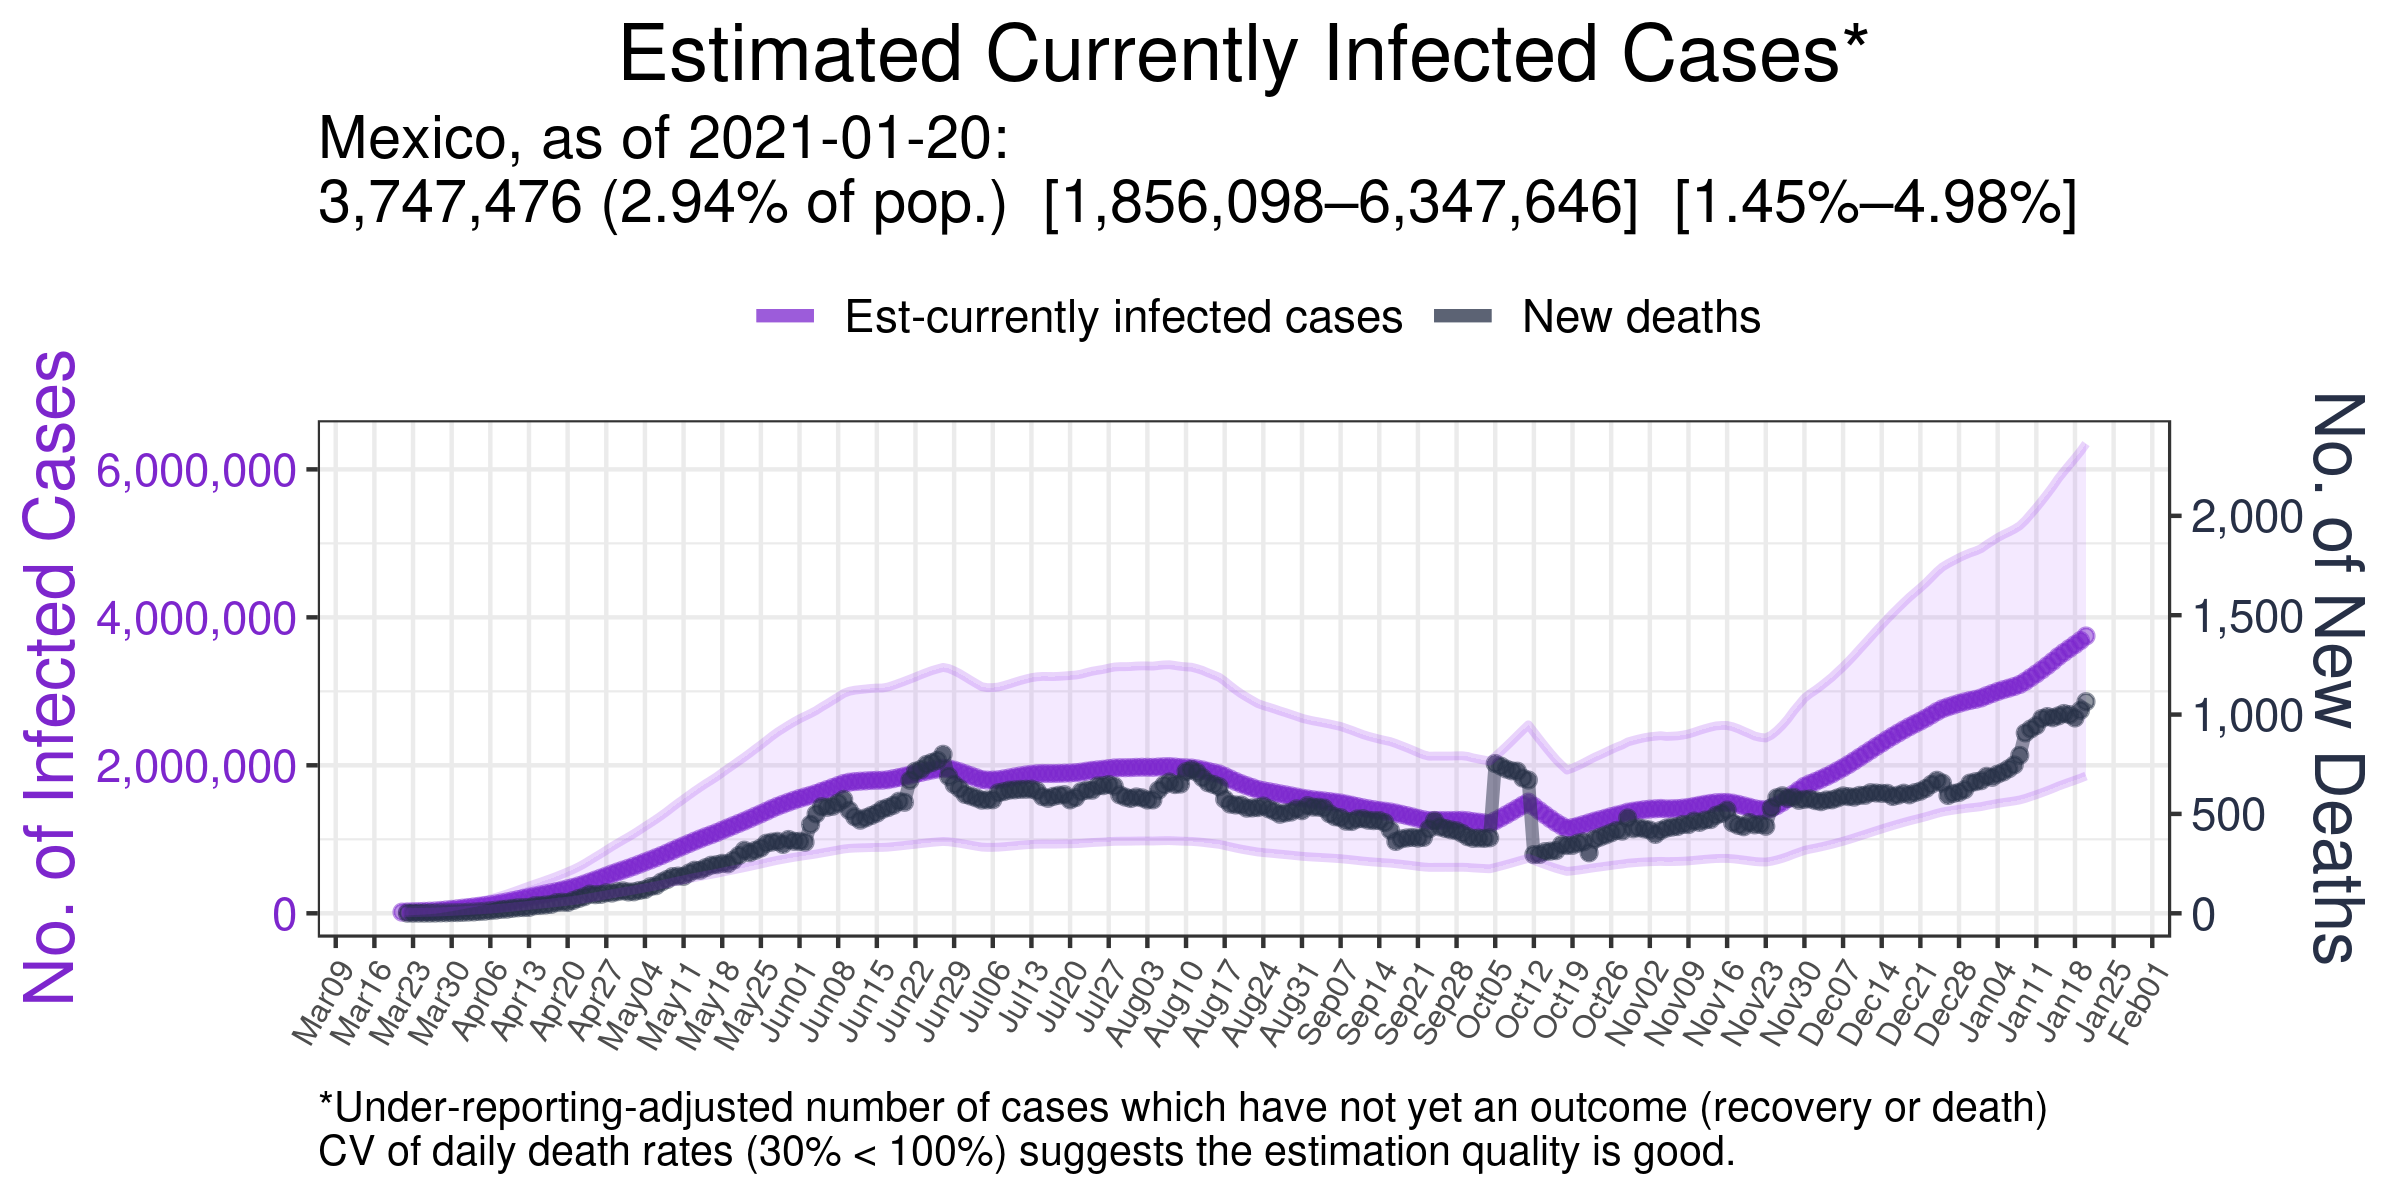 Estimated Currently Infected Cases*
Mexico, as of 2021-01-20:
3,747,476 (2.94% of pop.) [1,856,098–6,347,646] [1.45%–4.98%]
Est-currently infected cases
New deaths
No. of Infected Cases
6,000,000
4,000,000
2,000,000
0
No. of New Deaths
2,000
1,500
1,000
500
0
Mar09
Mar16
Mar23
Mar30
Apr06
Apr13
Apr20
Apr27
May04
May11
May18
May25
Jun01
Jun08
Jun15
Jun22
Jun29
Jul06
Jul13
Jul20
Jul27
Aug03
Aug10
Aug17
Aug24
Aug31
Sep07
Sep14
Sep21
Sep28
Oct05
Oct12
Oct19
Oct26
Nov02
Nov09
Nov16
Nov23
Nov30
Dec07
Dec14
Dec21
Dec28
Jan04
Jan11
Jan18
Jan25
Feb01
*Under-reporting-adjusted number of cases which have not yet an outcome (recovery or death)
CV of daily death rates (30% < 100%) suggests the estimation quality is good.